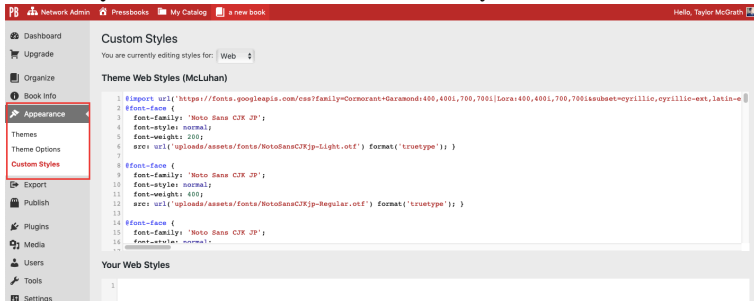 PB Network Admin Pressbooks My Catalog a new book Hello, Taylor McGrath
Dashboard
Upgrade
Organize
Book Info
Appearance
Themes
Theme Options
Custom Styles
Export
Publish
Plugins
Media
Users
Tools
Settings
Custom Styles
You are currently editing styles for: Web
Theme Web Styles (McLuhan)
1 @import url('https://fonts.googleapis.com/css?family=Cormorant+Garamond:400,400i,700,700i|Lora:400,400i,700,700i&subset=cyrillic,cyrillic-ext,latin-e
2 @font-face {
3 font-family: 'Noto Sans CJK JP';
4 font-style: normal;
5 font-weight: 200;
6 src: url('uploads/assets/fonts/NotoSansCJKjp-Light.otf') format('truetype'); }
7
8 @font-face {
9 font-family: 'Noto Sans CJK JP';
10 font-style: normal;
11 font-weight: 400;
12 src: url('uploads/assets/fonts/NotoSansCJKjp-Regular.otf') format('truetype'); }
13
14 @font-face {
15 font-family: 'Noto Sans CJK JP';
16 font-style: normal;
Your Web Styles
1